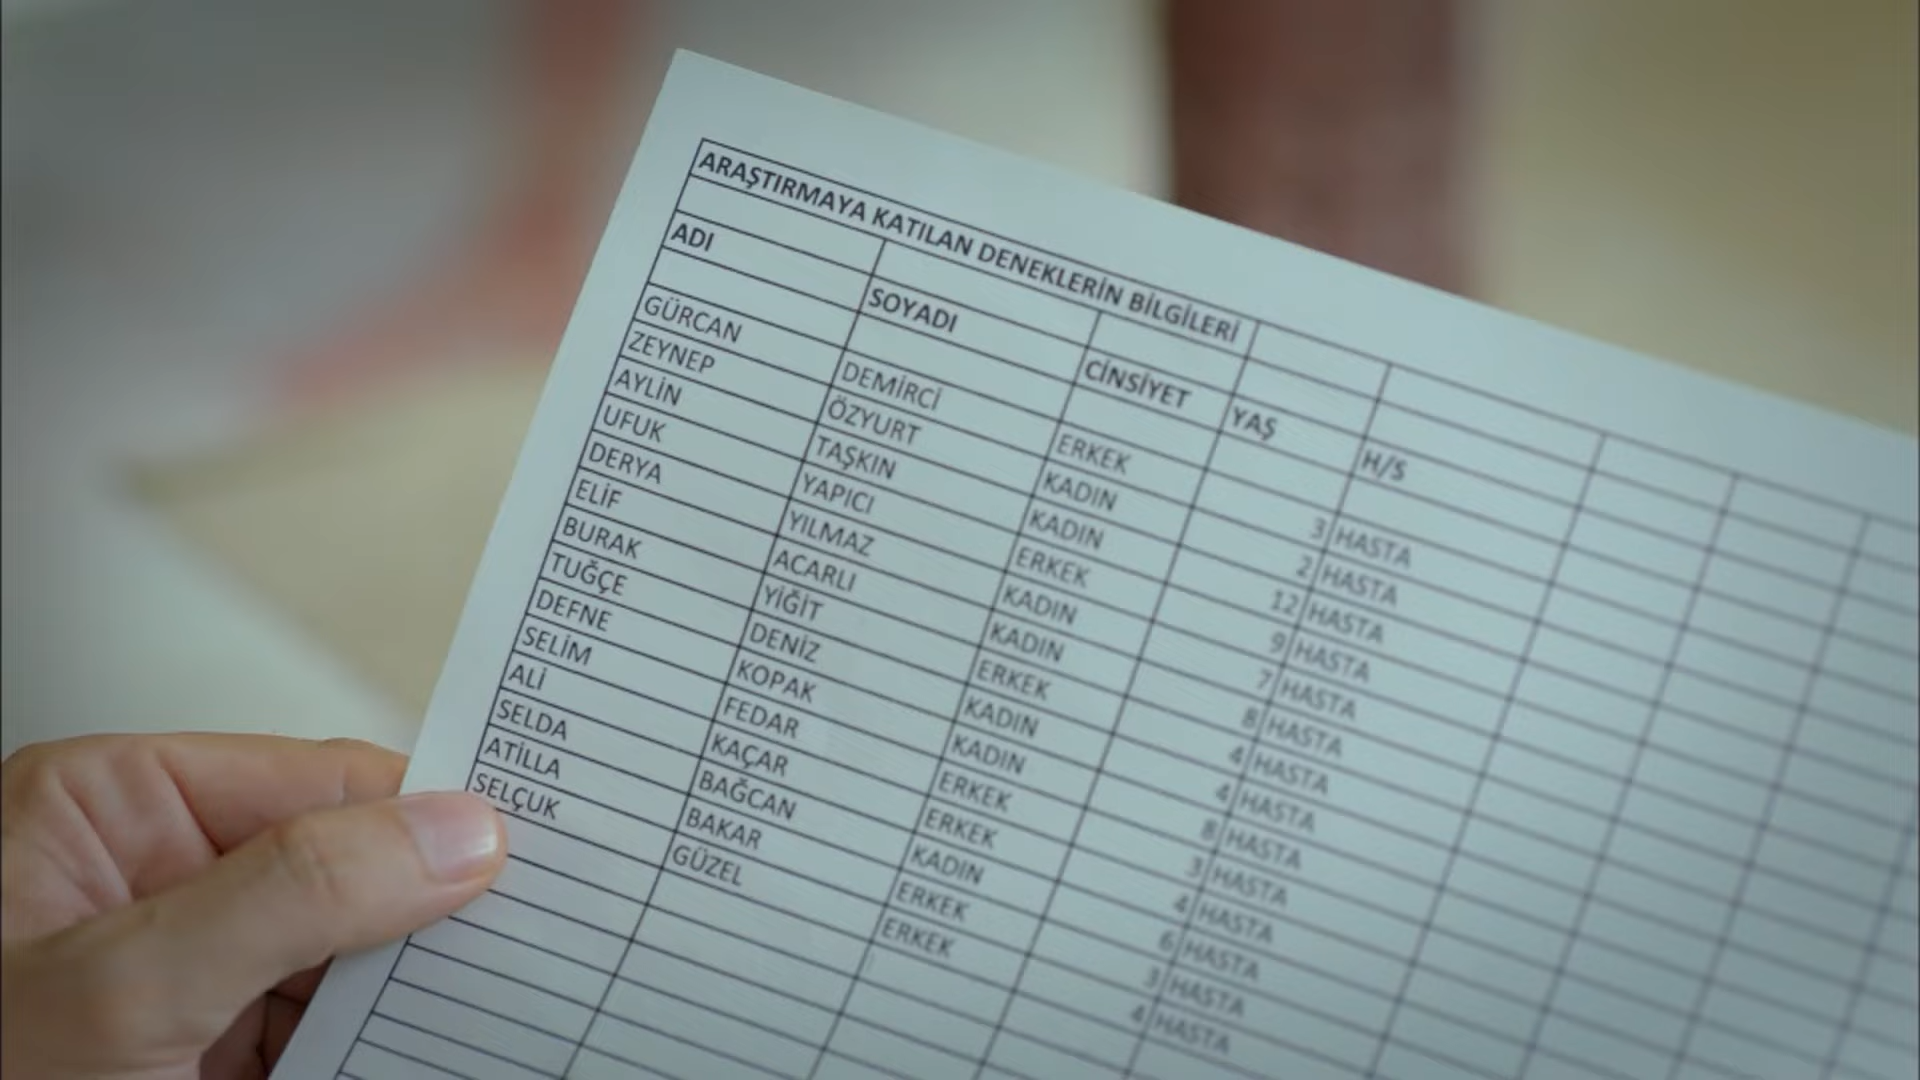 ARAŞTIRMAYA KATILAN DENEKLERİN BİLGİLERİ
ADI SOYADI CİNSİYET YAŞ H/S
GÜRCAN DEMİRCİ ERKEK 3 HASTA
ZEYNEP ÖZYURT KADIN 2 HASTA
AYLİN TAŞKIN KADIN 12 HASTA
UFUK YAPICI ERKEK 9 HASTA
DERYA YILMAZ KADIN 7 HASTA
ELİF ACARLI KADIN 8 HASTA
BURAK YİĞİT ERKEK 4 HASTA
TUĞÇE DENİZ KADIN 4 HASTA
DEFNE KOPAK KADIN 8 HASTA
SELİM FEDAR ERKEK 3 HASTA
ALİ KAÇAR ERKEK 4 HASTA
SELDA BAĞCAN KADIN 6 HASTA
ATİLLA BAKAR ERKEK 3 HASTA
SELÇUK GÜZEL ERKEK 4 HASTA